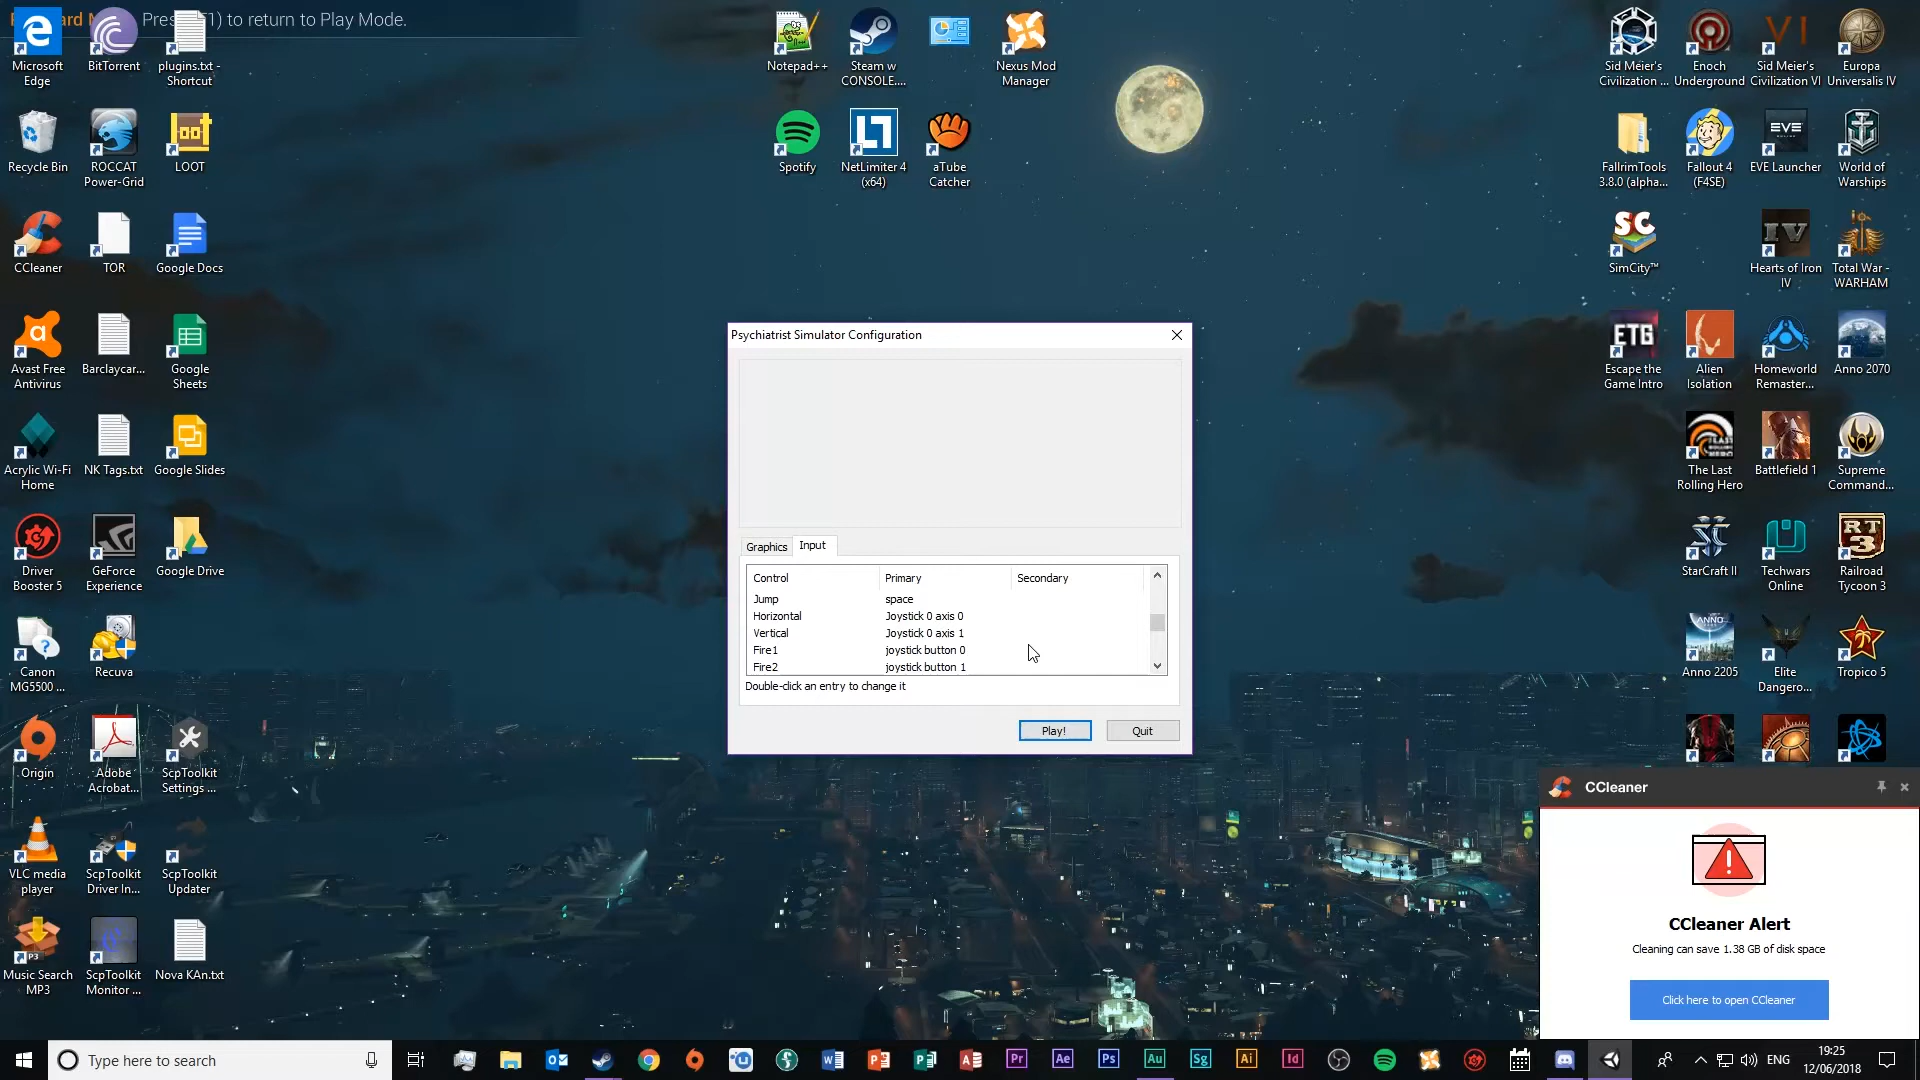 Press
F1) to return to Play Mode.
Microsoft
Edge
BitTorrent
plugins.txt -
Shortcut
Notepad++
Steam w
CONSOLE....
Nexus Mod
Manager
Sid Meier's
Civilization ...
Enoch
Underground
Sid Meier's
Civilization VI
Europa
Universalis IV
Recycle Bin
ROCCAT
Power-Grid
LOOT
Spotify
NetLimiter 4
(x64)
aTube
Catcher
FallrimTools
3.8.0 (alpha...
Fallout 4
(F4SE)
EVE Launcher
World of
Warships
CCleaner
TOR
Google Docs
SimCity™
Hearts of Iron
IV
Total War -
WARHAM
Avast Free
Antivirus
Barclaycar...
Google
Sheets
Escape the
Game Intro
Alien
Isolation
Homeworld
Remaster...
Anno 2070
Acrylic Wi-Fi
Home
NK Tags.txt
Google Slides
The Last
Rolling Hero
Battlefield 1
Supreme
Command...
Driver
Booster 5
GeForce
Experience
Google Drive
StarCraft II
Techwars
Online
Railroad
Tycoon 3
Canon
MG5500 ...
Recuva
Anno 2205
Elite
Dangero...
Tropico 5
Origin
Adobe
Acrobat...
ScpToolkit
Settings ...
VLC media
player
ScpToolkit
Driver In...
ScpToolkit
Updater
Music Search
MP3
ScpToolkit
Monitor ...
Nova KAn.txt
Psychiatrist Simulator Configuration
Graphics
Input
Control
Primary
Secondary
Jump
space
Horizontal
Joystick 0 axis 0
Vertical
Joystick 0 axis 1
Fire1
joystick button 0
Fire2
joystick button 1
Double-click an entry to change it
Play!
Quit
CCleaner
CCleaner Alert
Cleaning can save 1.38 GB of disk space
Click here to open CCleaner
Type here to search
ENG
19:25
12/06/2018